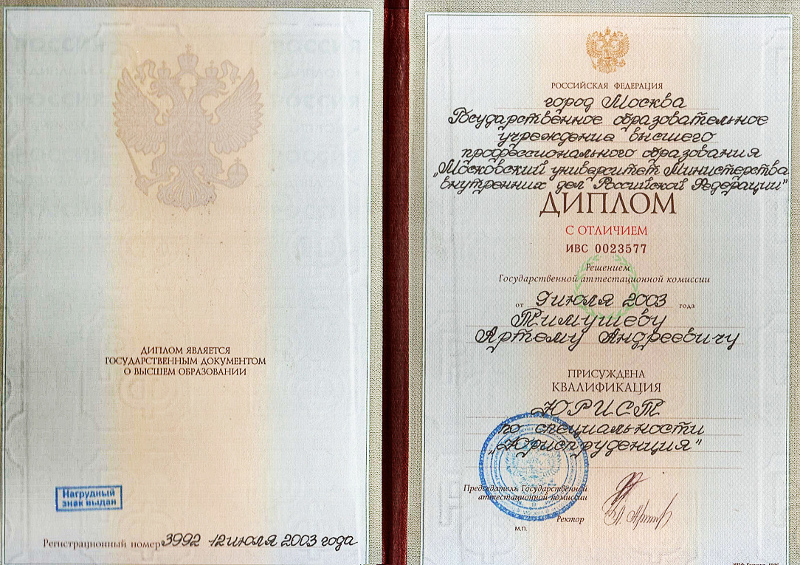 ДИПЛОМ ЯВЛЯЕТСЯ
ГОСУДАРСТВЕННЫМ ДОКУМЕНТОМ
О ВЫСШЕМ ОБРАЗОВАНИИ
Нагрудный
знак выдан
Регистрационный номер 3992 12 июля 2003 года
РОССИЙСКАЯ ФЕДЕРАЦИЯ
город Москва
Государственное образовательное
учреждение высшего
профессионального образования
„Московский университет Министерства
внутренних дел Российской Федерации"
ДИПЛОМ
С ОТЛИЧИЕМ
ИВС 0023577
Решением
Государственной аттестационной комиссии
от 9 июля 2003 года
Тимушеву
Артему Андреевичу
ПРИСУЖДЕНА
КВАЛИФИКАЦИЯ
ЮРИСТ
по специальности
„Юриспруденция"
Председатель Государственной
аттестационной комиссии
Ректор
М.П.